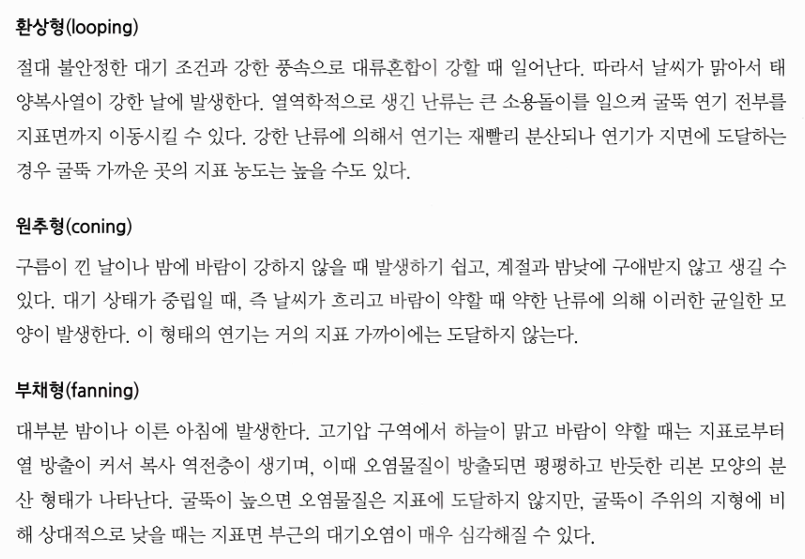 환상형(looping)
절대 불안정한 대기 조건과 강한 풍속으로 대류혼합이 강할 때 일어난다. 따라서 날씨가 맑아서 태
양복사열이 강한 날에 발생한다. 열역학적으로 생긴 난류는 큰 소용돌이를 일으켜 굴뚝 연기 전부를
지표면까지 이동시킬 수 있다. 강한 난류에 의해서 연기는 재빨리 분산되나 연기가 지면에 도달하는
경우 굴뚝 가까운 곳의 지표 농도는 높을 수도 있다.
원추형(coning)
구름이 낀 날이나 밤에 바람이 강하지 않을 때 발생하기 쉽고, 계절과 밤낮에 구애받지 않고 생길 수
있다. 대기 상태가 중립일 때, 즉 날씨가 흐리고 바람이 약할 때 약한 난류에 의해 이러한 균일한 모
양이 발생한다. 이 형태의 연기는 거의 지표 가까이에는 도달하지 않는다.
부채형(fanning)
대부분 밤이나 이른 아침에 발생한다. 고기압 구역에서 하늘이 맑고 바람이 약할 때는 지표로부터
열 방출이 커서 복사 역전층이 생기며, 이때 오염물질이 방출되면 평평하고 반듯한 리본 모양의 분
산 형태가 나타난다. 굴뚝이 높으면 오염물질은 지표에 도달하지 않지만, 굴뚝이 주위의 지형에 비
해 상대적으로 낮을 때는 지표면 부근의 대기오염이 매우 심각해질 수 있다.